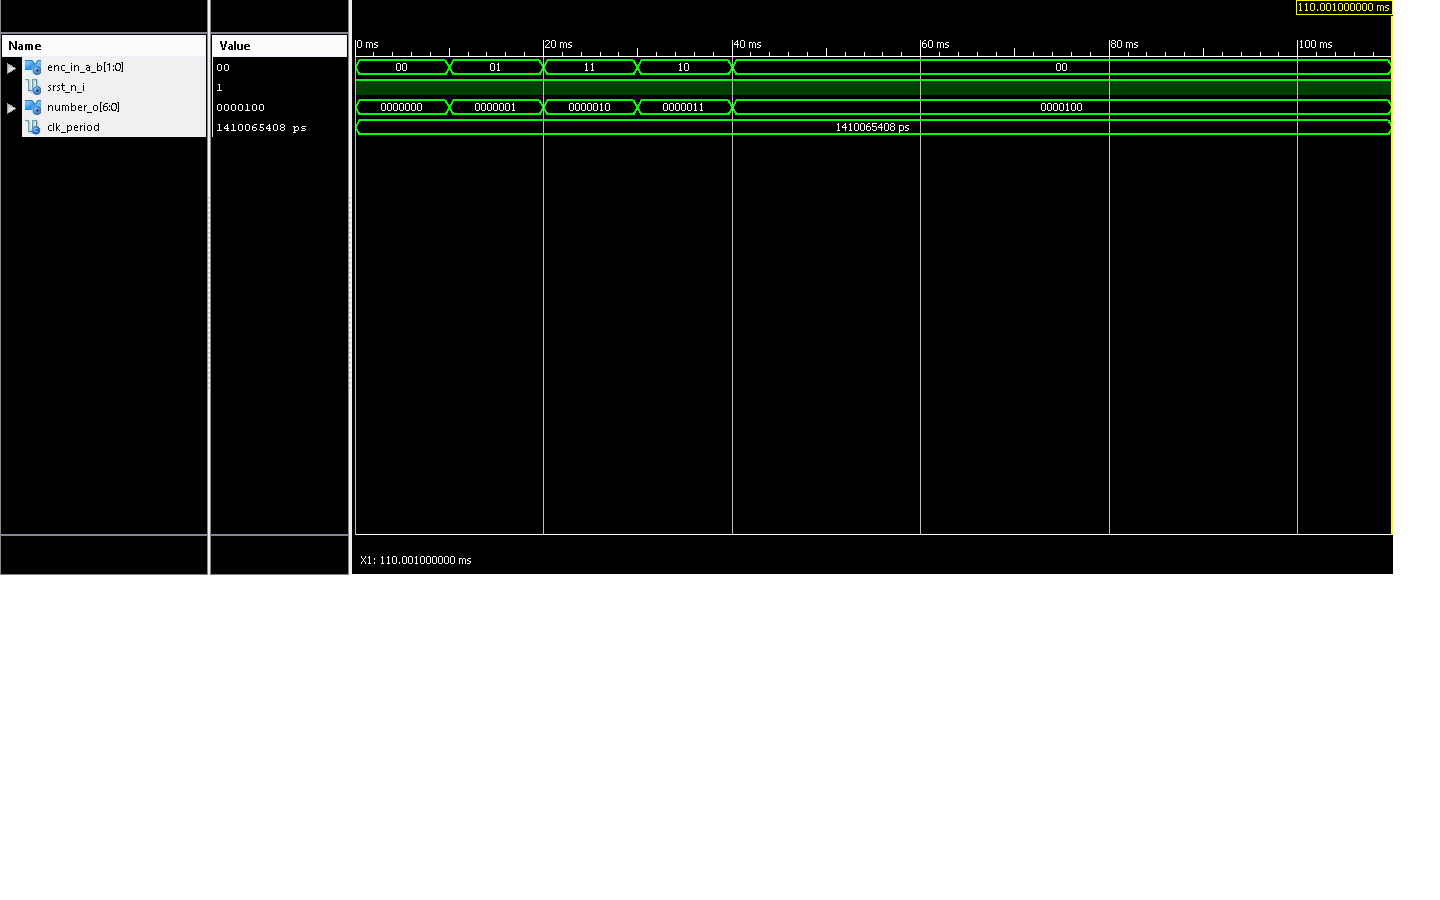 110.001000000 ms
Name Value 0 ms 20 ms 40 ms 60 ms 80 ms 100 ms
enc_in_a_b[1:0] 00 00 01 11 10 00
srst_n_i 1
number_o[6:0] 0000100 0000000 0000001 0000010 0000011 0000100
clk_period 1410065408 ps 1410065408 ps
X1: 110.001000000 ms